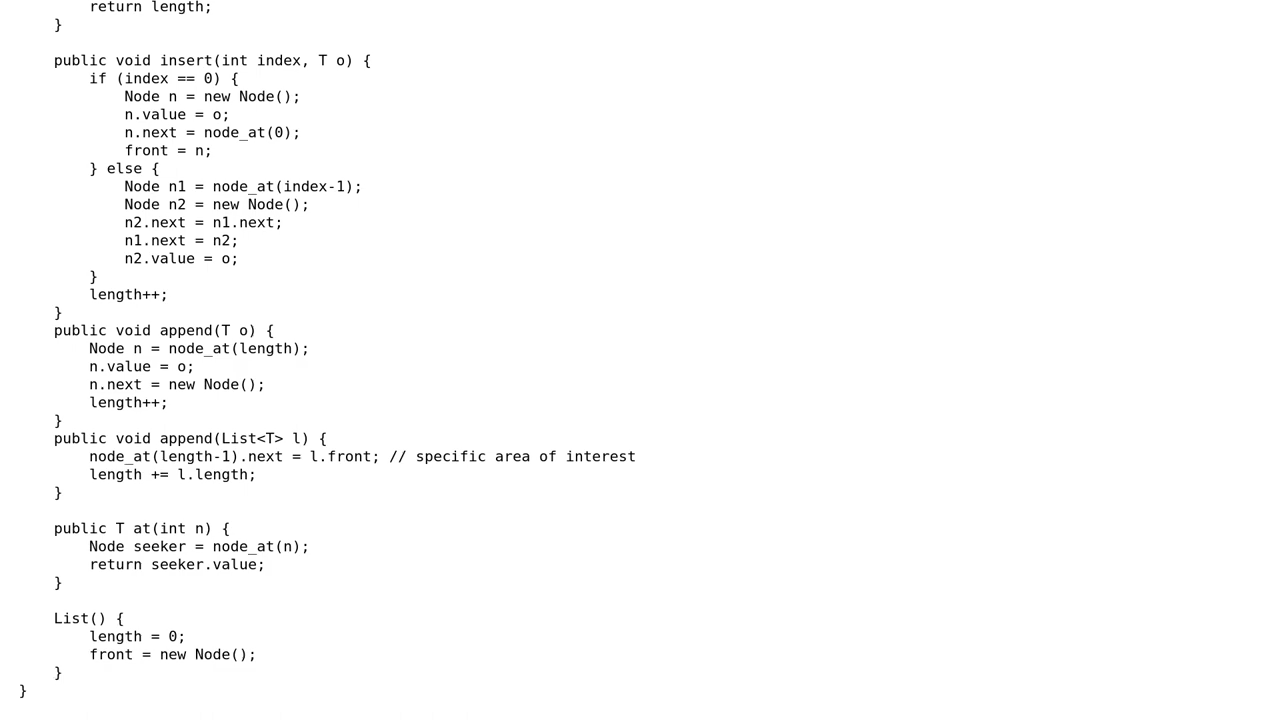 return length;
    }

    public void insert(int index, T o) {
        if (index == 0) {
            Node n = new Node();
            n.value = o;
            n.next = node_at(0);
            front = n;
        } else {
            Node n1 = node_at(index-1);
            Node n2 = new Node();
            n2.next = n1.next;
            n1.next = n2;
            n2.value = o;
        }
        length++;
    }
    public void append(T o) {
        Node n = node_at(length);
        n.value = o;
        n.next = new Node();
        length++;
    }
    public void append(List<T> l) {
        node_at(length-1).next = l.front; // specific area of interest
        length += l.length;
    }

    public T at(int n) {
        Node seeker = node_at(n);
        return seeker.value;
    }

    List() {
        length = 0;
        front = new Node();
    }
}